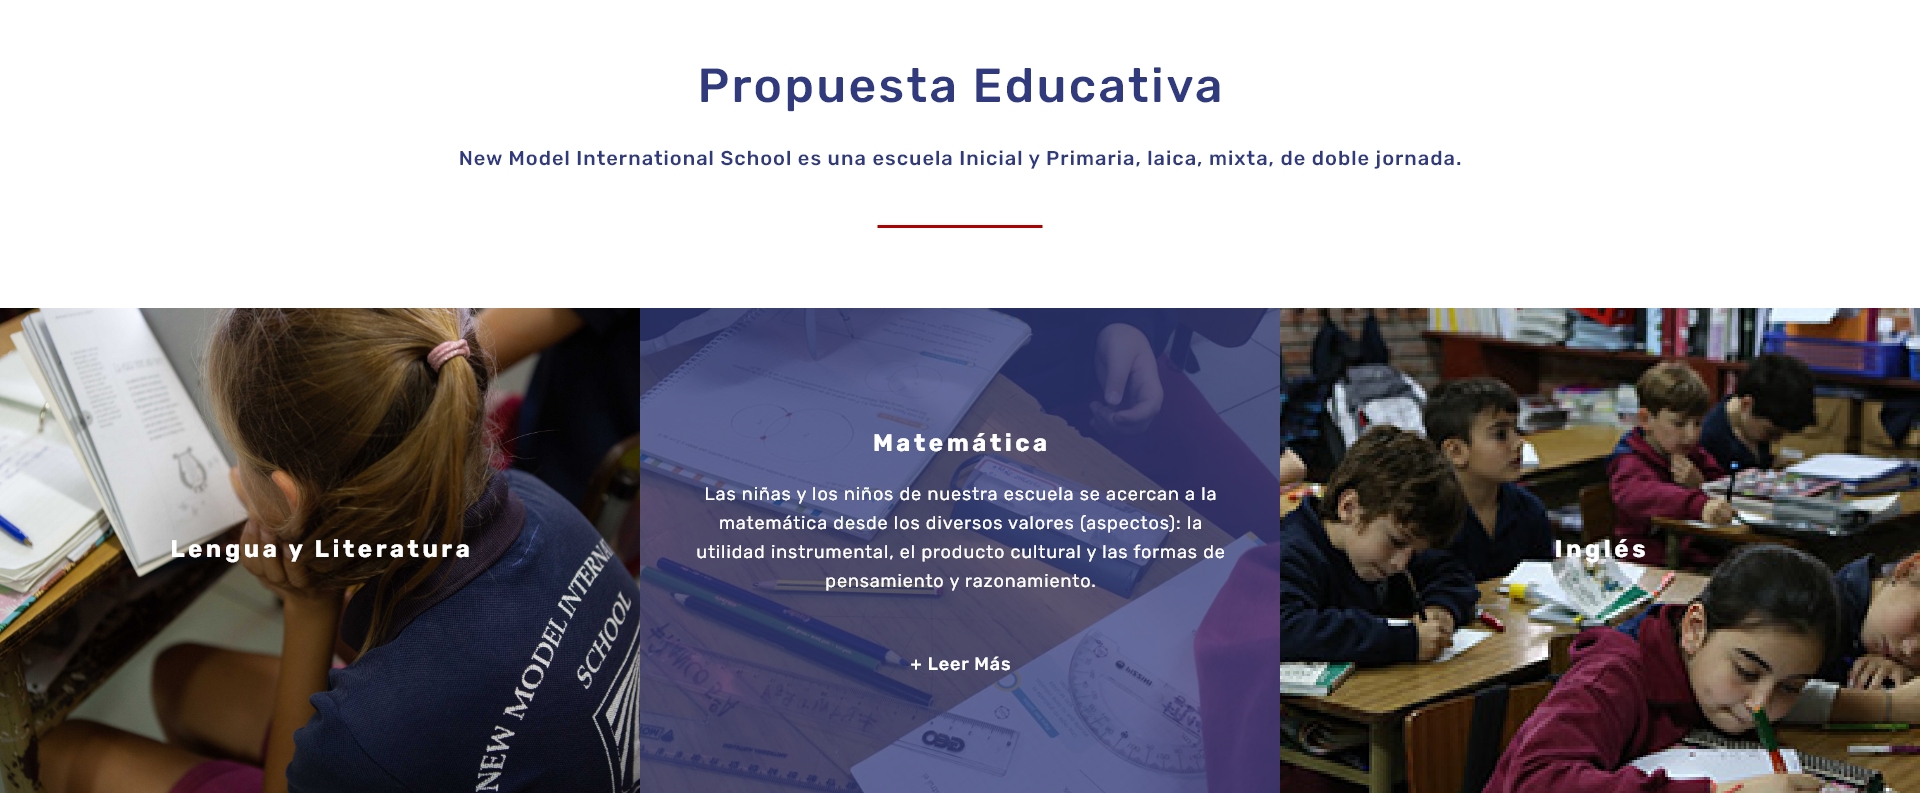 Propuesta Educativa
New Model International School es una escuela Inicial y Primaria, laica, mixta, de doble jornada.
Lengua y Literatura
NEW MODEL INTERN
SCHOOL
Matemática
Las niñas y los niños de nuestra escuela se acercan a la
matemática desde los diversos valores (aspectos): la
utilidad instrumental, el producto cultural y las formas de
pensamiento y razonamiento.
+ Leer Más
Inglés